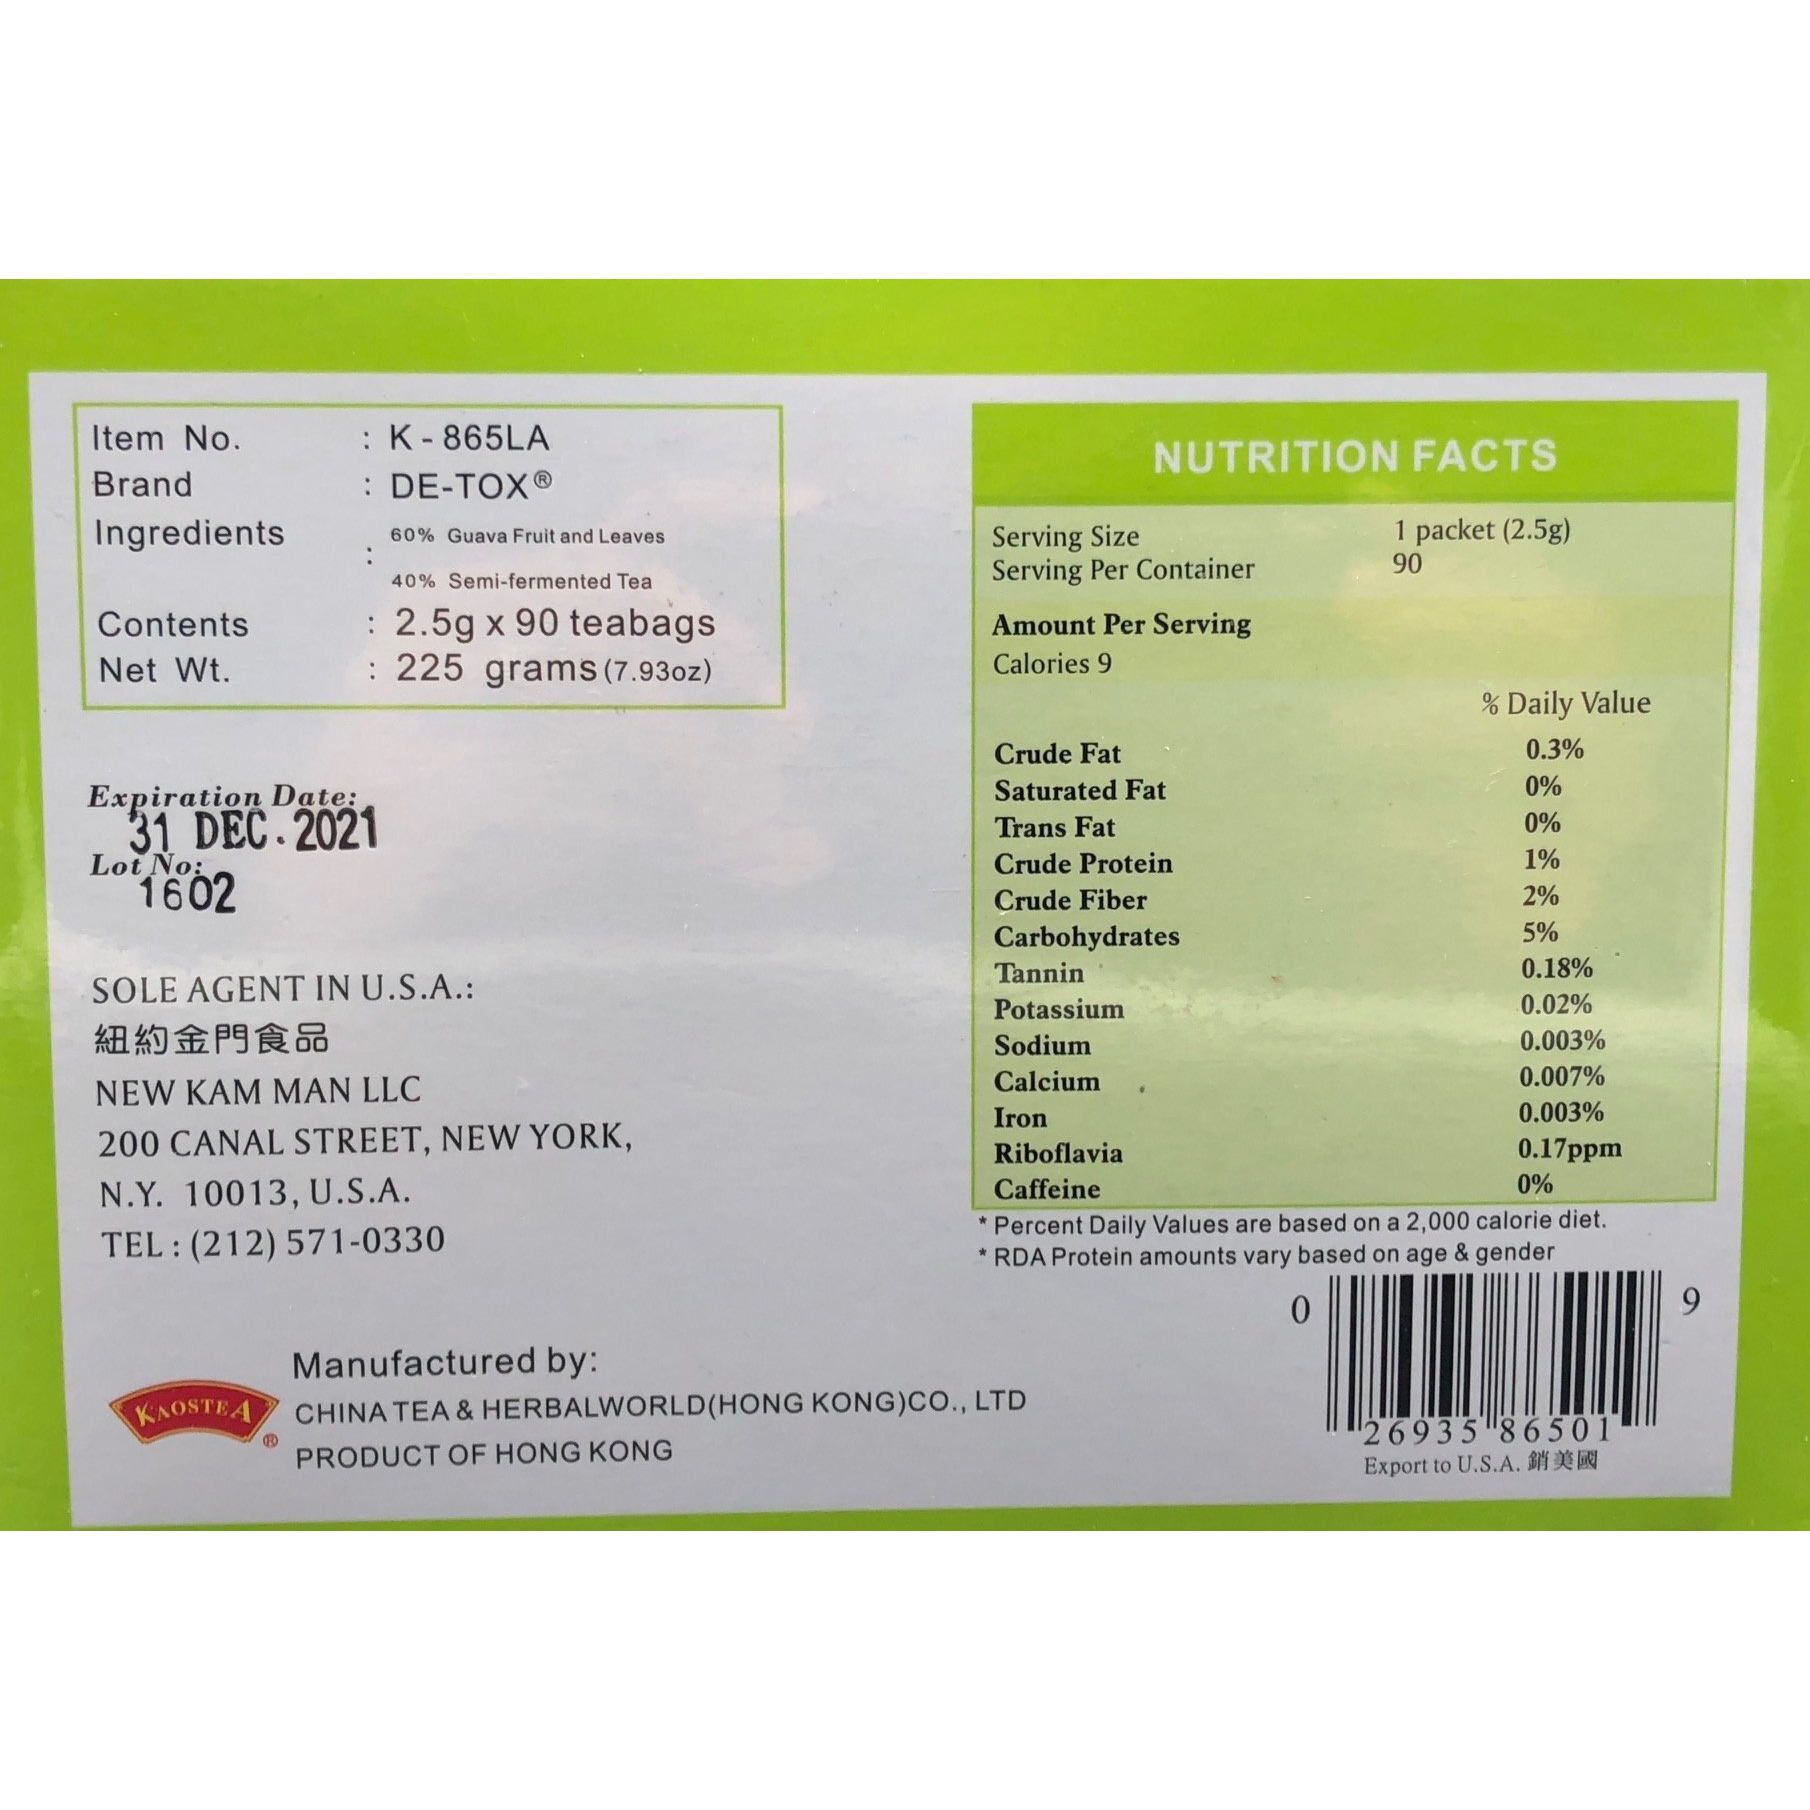 Item No. : K - 865LA
Brand : DE-TOX®
Ingredients : 60% Guava Fruit and Leaves
40% Semi-fermented Tea
Contents : 2.5g x 90 teabags
Net Wt. : 225 grams (7.93oz)
Expiration Date:
31 DEC. 2021
Lot No:
1602
SOLE AGENT IN U.S.A.:
紐約金門食品
NEW KAM MAN LLC
200 CANAL STREET, NEW YORK,
N.Y. 10013, U.S.A.
TEL : (212) 571-0330
KAOSTEA®
Manufactured by:
CHINA TEA & HERBALWORLD(HONG KONG)CO., LTD
PRODUCT OF HONG KONG
NUTRITION FACTS
Serving Size 1 packet (2.5g)
Serving Per Container 90
Amount Per Serving
Calories 9
% Daily Value
Crude Fat 0.3%
Saturated Fat 0%
Trans Fat 0%
Crude Protein 1%
Crude Fiber 2%
Carbohydrates 5%
Tannin 0.18%
Potassium 0.02%
Sodium 0.003%
Calcium 0.007%
Iron 0.003%
Riboflavia 0.17ppm
Caffeine 0%
* Percent Daily Values are based on a 2,000 calorie diet.
* RDA Protein amounts vary based on age & gender
0 26935 86501 9
Export to U.S.A. 銷美國